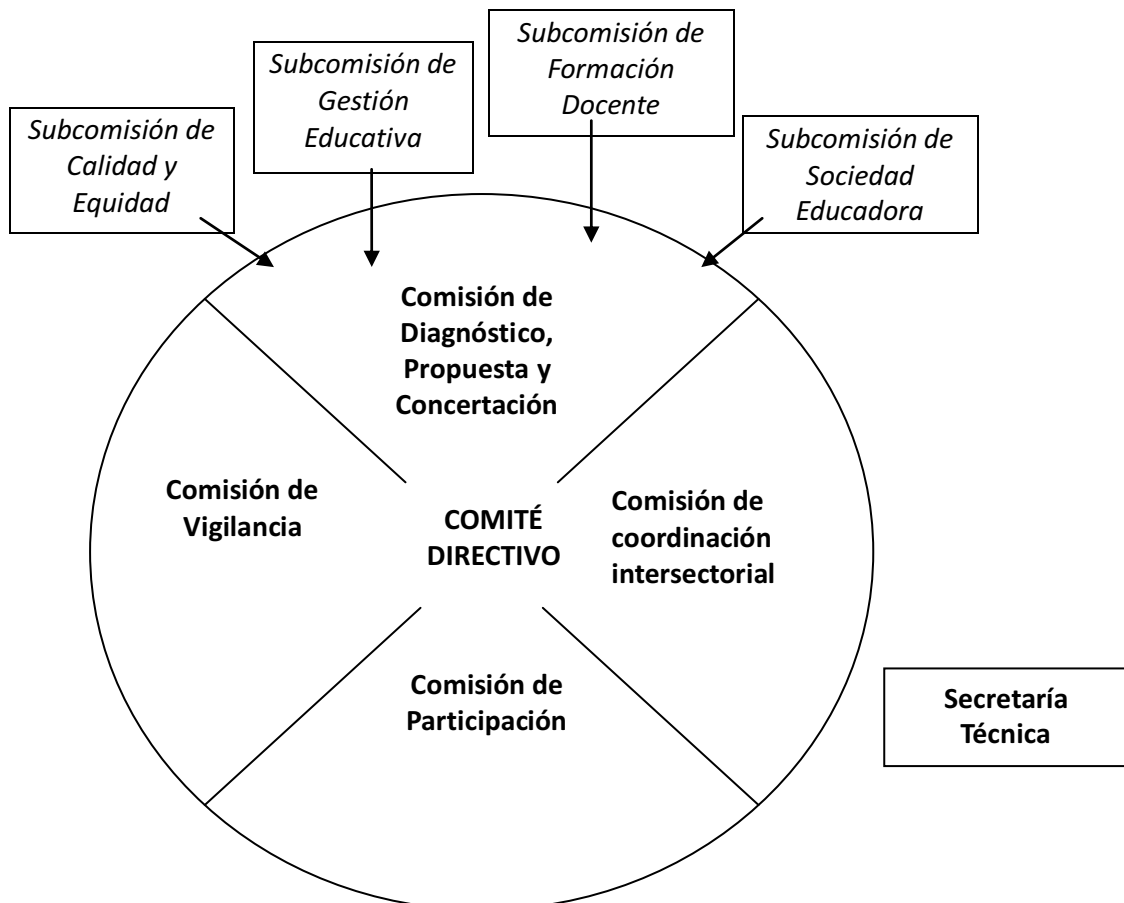 Subcomisión de
Calidad y
Equidad
Subcomisión de
Gestión
Educativa
Subcomisión de
Formación
Docente
Subcomisión de
Sociedad
Educadora
Comisión de
Diagnóstico,
Propuesta y
Concertación
Comisión de
Vigilancia
COMITÉ
DIRECTIVO
Comisión de
coordinación
intersectorial
Comisión de
Participación
Secretaría
Técnica